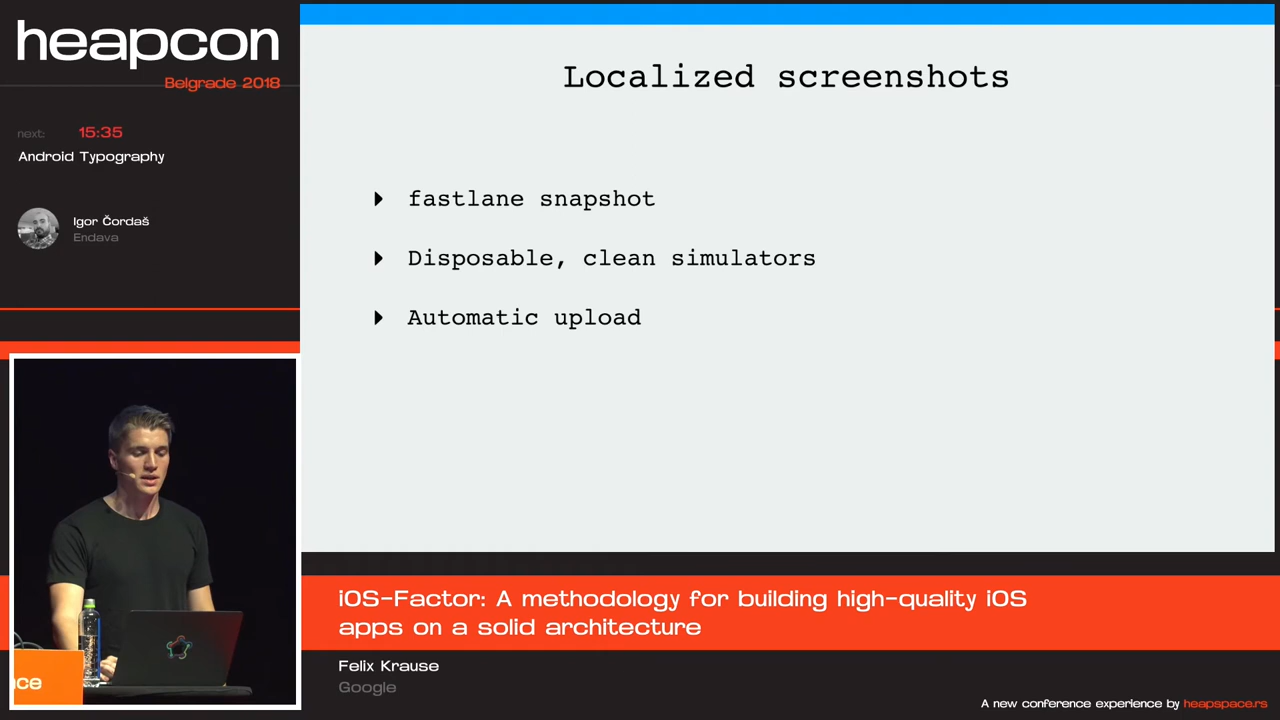 heapcon
Belgrade 2018
next: 15:35
Android Typography
Igor Čordaš
Endava
Localized screenshots
fastlane snapshot
Disposable, clean simulators
Automatic upload
ce
iOS-Factor: A methodology for building high-quality iOS
apps on a solid architecture
Felix Krause
Google
A new conference experience by heapspace.rs